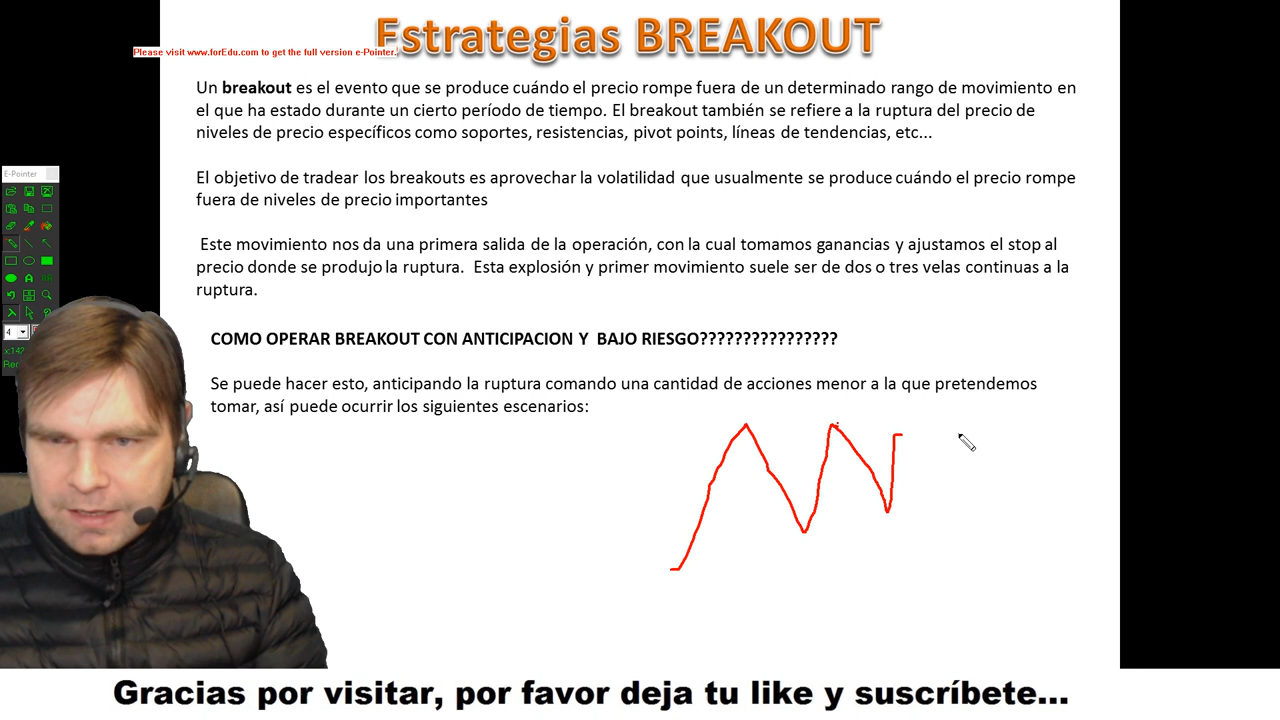 Estrategias BREAKOUT
Please visit www.forEdu.com to get the full version e-Pointer.
Un breakout es el evento que se produce cuándo el precio rompe fuera de un determinado rango de movimiento en
el que ha estado durante un cierto período de tiempo. El breakout también se refiere a la ruptura del precio de
niveles de precio específicos como soportes, resistencias, pivot points, líneas de tendencias, etc...
El objetivo de tradear los breakouts es aprovechar la volatilidad que usualmente se produce cuándo el precio rompe
fuera de niveles de precio importantes
Este movimiento nos da una primera salida de la operación, con la cual tomamos ganancias y ajustamos el stop al
precio donde se produjo la ruptura. Esta explosión y primer movimiento suele ser de dos o tres velas continuas a la
ruptura.
COMO OPERAR BREAKOUT CON ANTICIPACION Y BAJO RIESGO????????????????
Se puede hacer esto, anticipando la ruptura comando una cantidad de acciones menor a la que pretendemos
tomar, así puede ocurrir los siguientes escenarios:
E-Pointer
4
x:142
Gracias por visitar, por favor deja tu like y suscríbete...